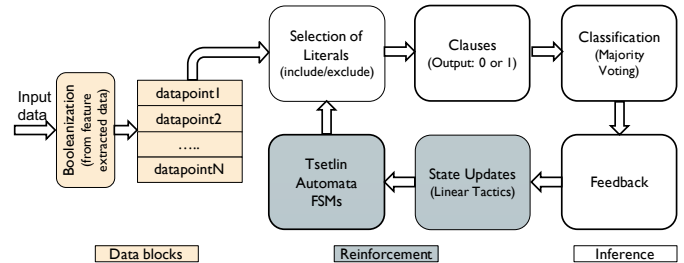 Input
data
Booleanization
(from feature
extracted data)
datapoint1
datapoint2
…..
datapointN
Selection of
Literals
(include/exclude)
Clauses
(Output: 0 or 1)
Classification
(Majority
Voting)
Tsetlin
Automata
FSMs
State Updates
(Linear Tactics)
Feedback
Data blocks
Reinforcement
Inference